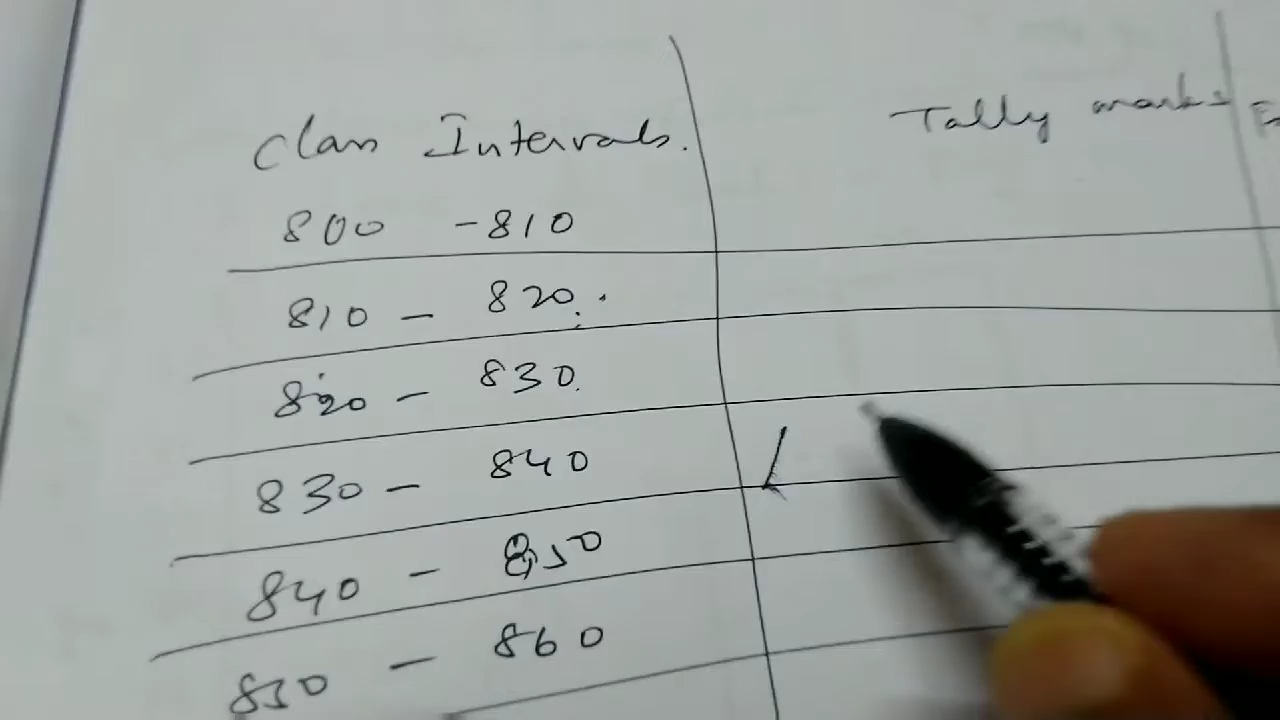 Class Intervals. Tally marks
800 - 810
810 - 820.
820 - 830.
830 - 840
840 - 850
850 - 860